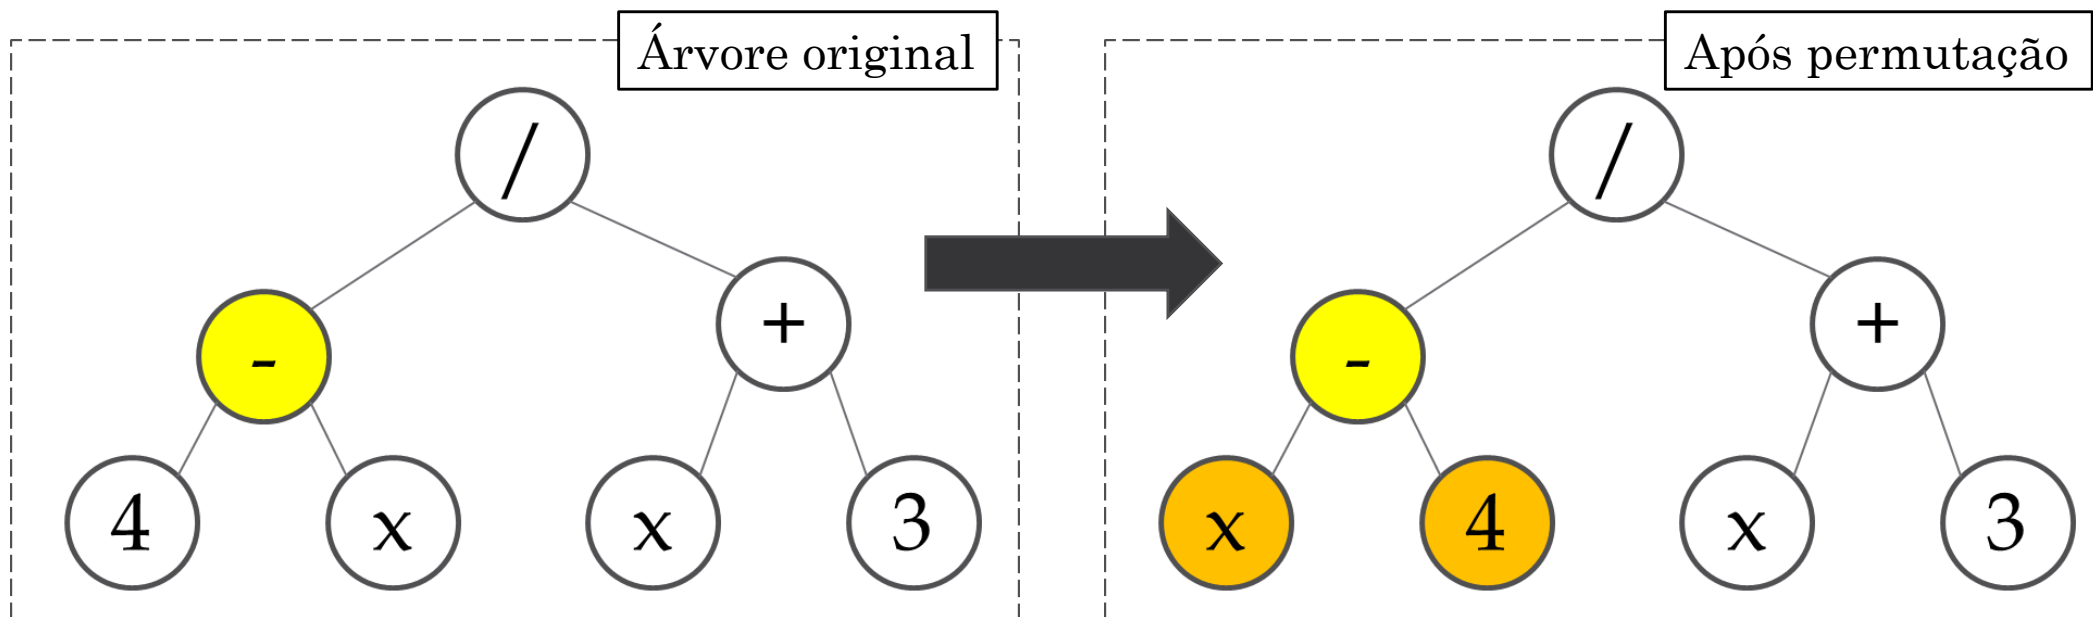 Árvore original
/
-
+
4 x x 3
Após permutação
/
-
+
x 4 x 3